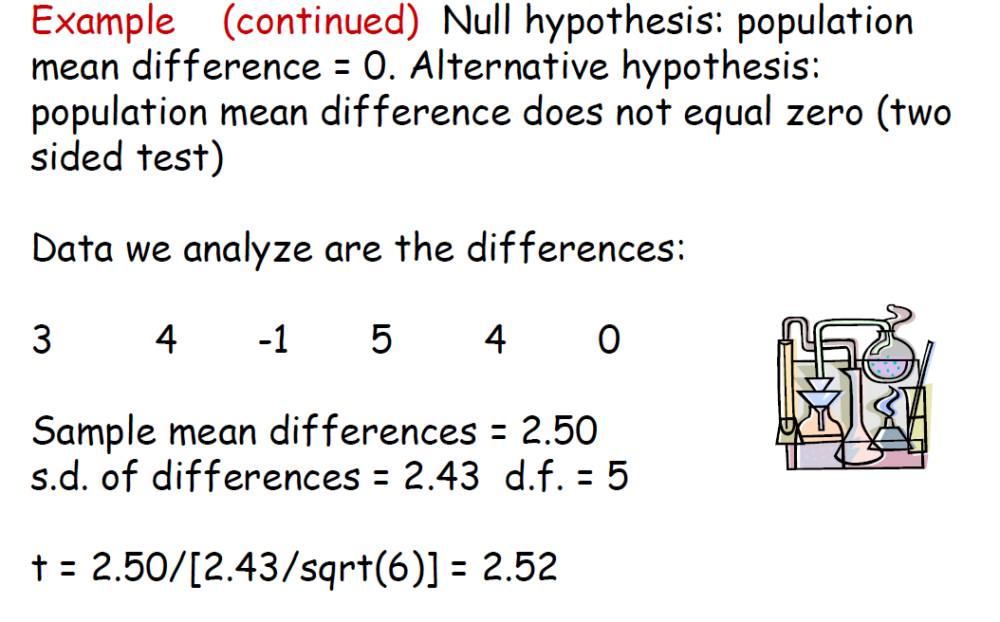 Example (continued) Null hypothesis: population
mean difference = 0. Alternative hypothesis:
population mean difference does not equal zero (two
sided test)
Data we analyze are the differences:
3 4 -1 5 4 0
Sample mean differences = 2.50
s.d. of differences = 2.43 d.f. = 5
t = 2.50/[2.43/sqrt(6)] = 2.52